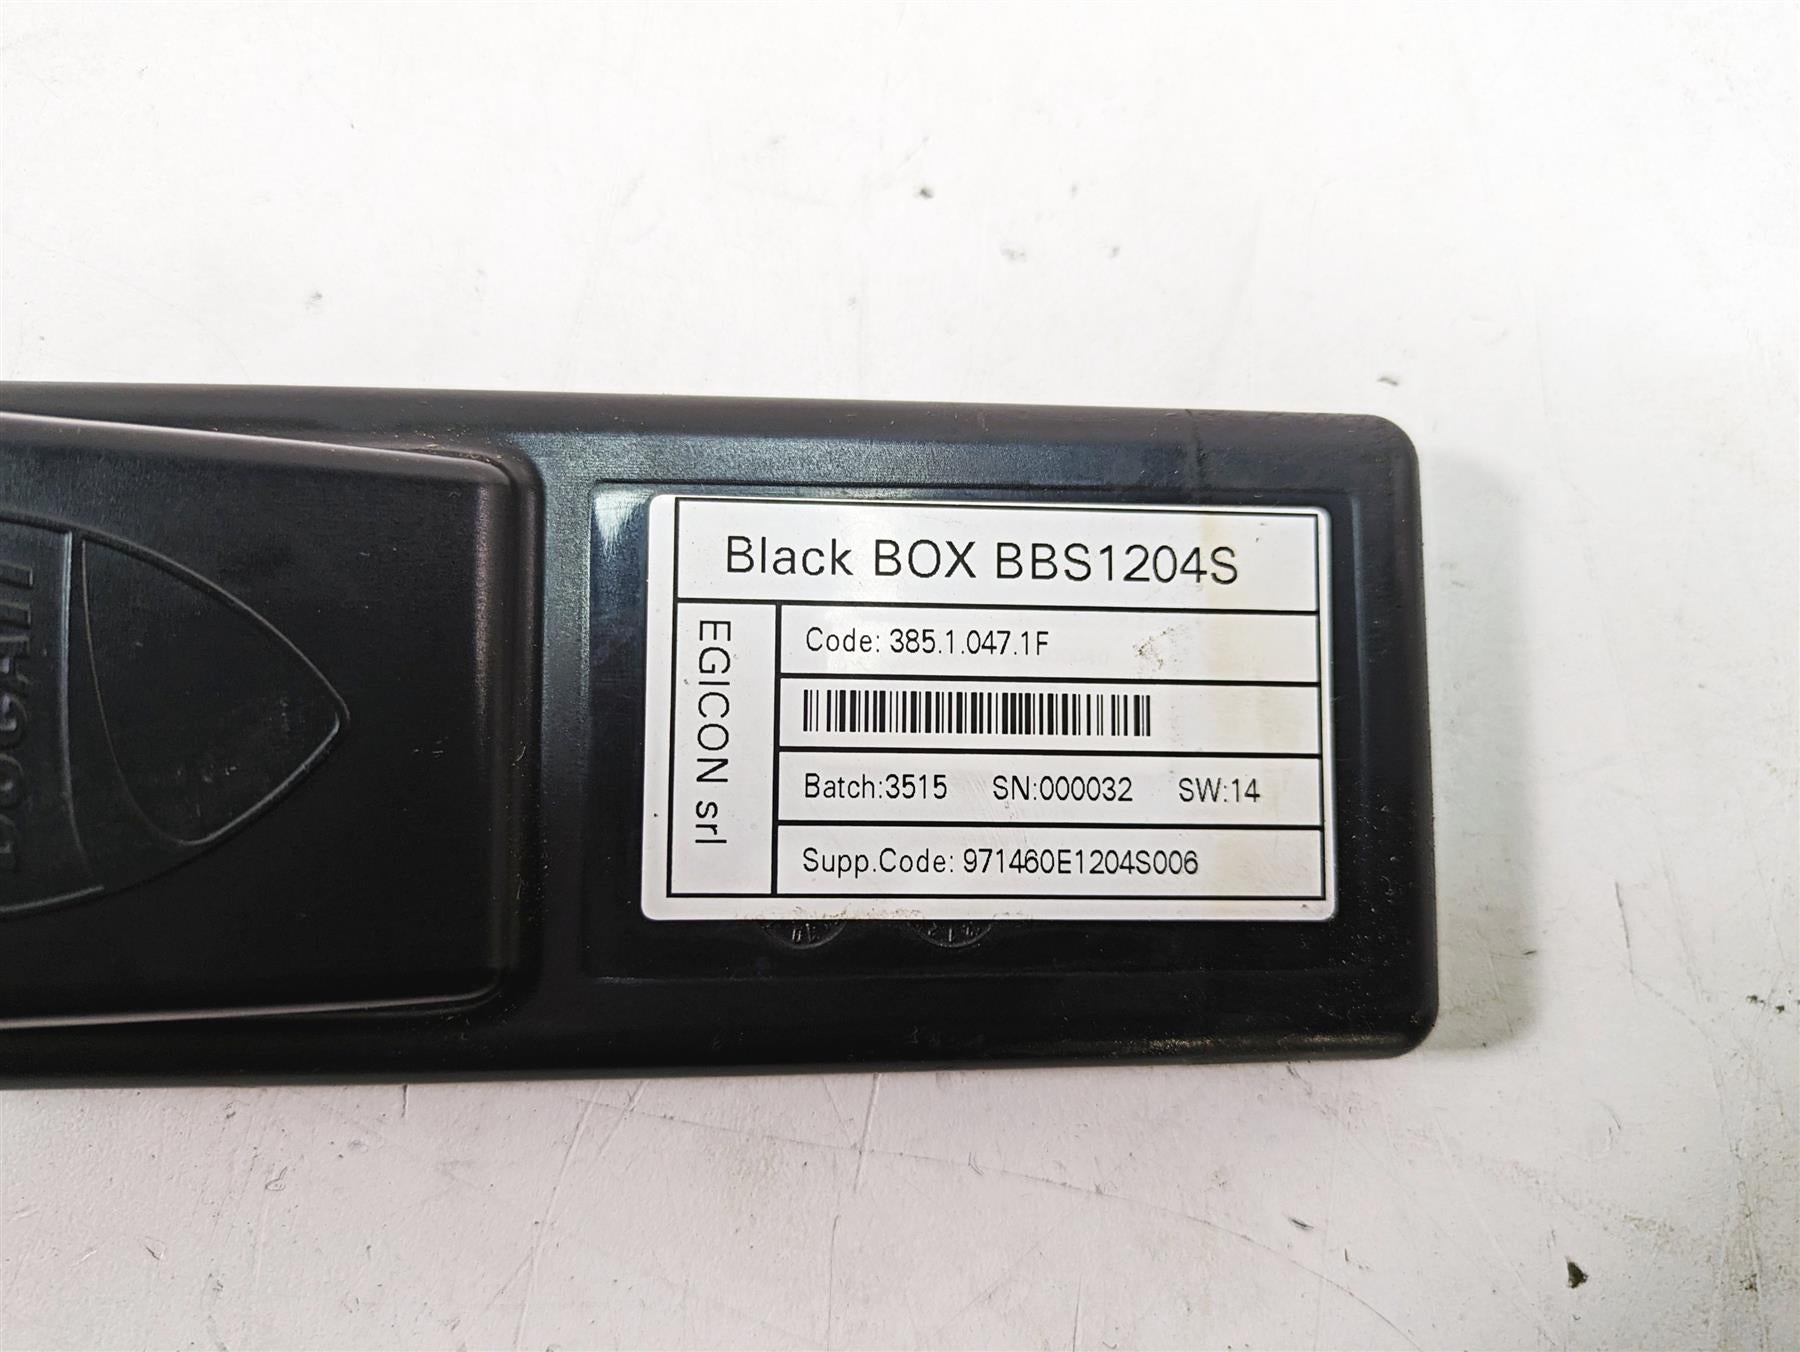 DUCATI
Black BOX BBS1204S
EGICON srl
Code: 385.1.047.1F
Batch:3515 SN:000032 SW:14
Supp.Code: 971460E1204S006